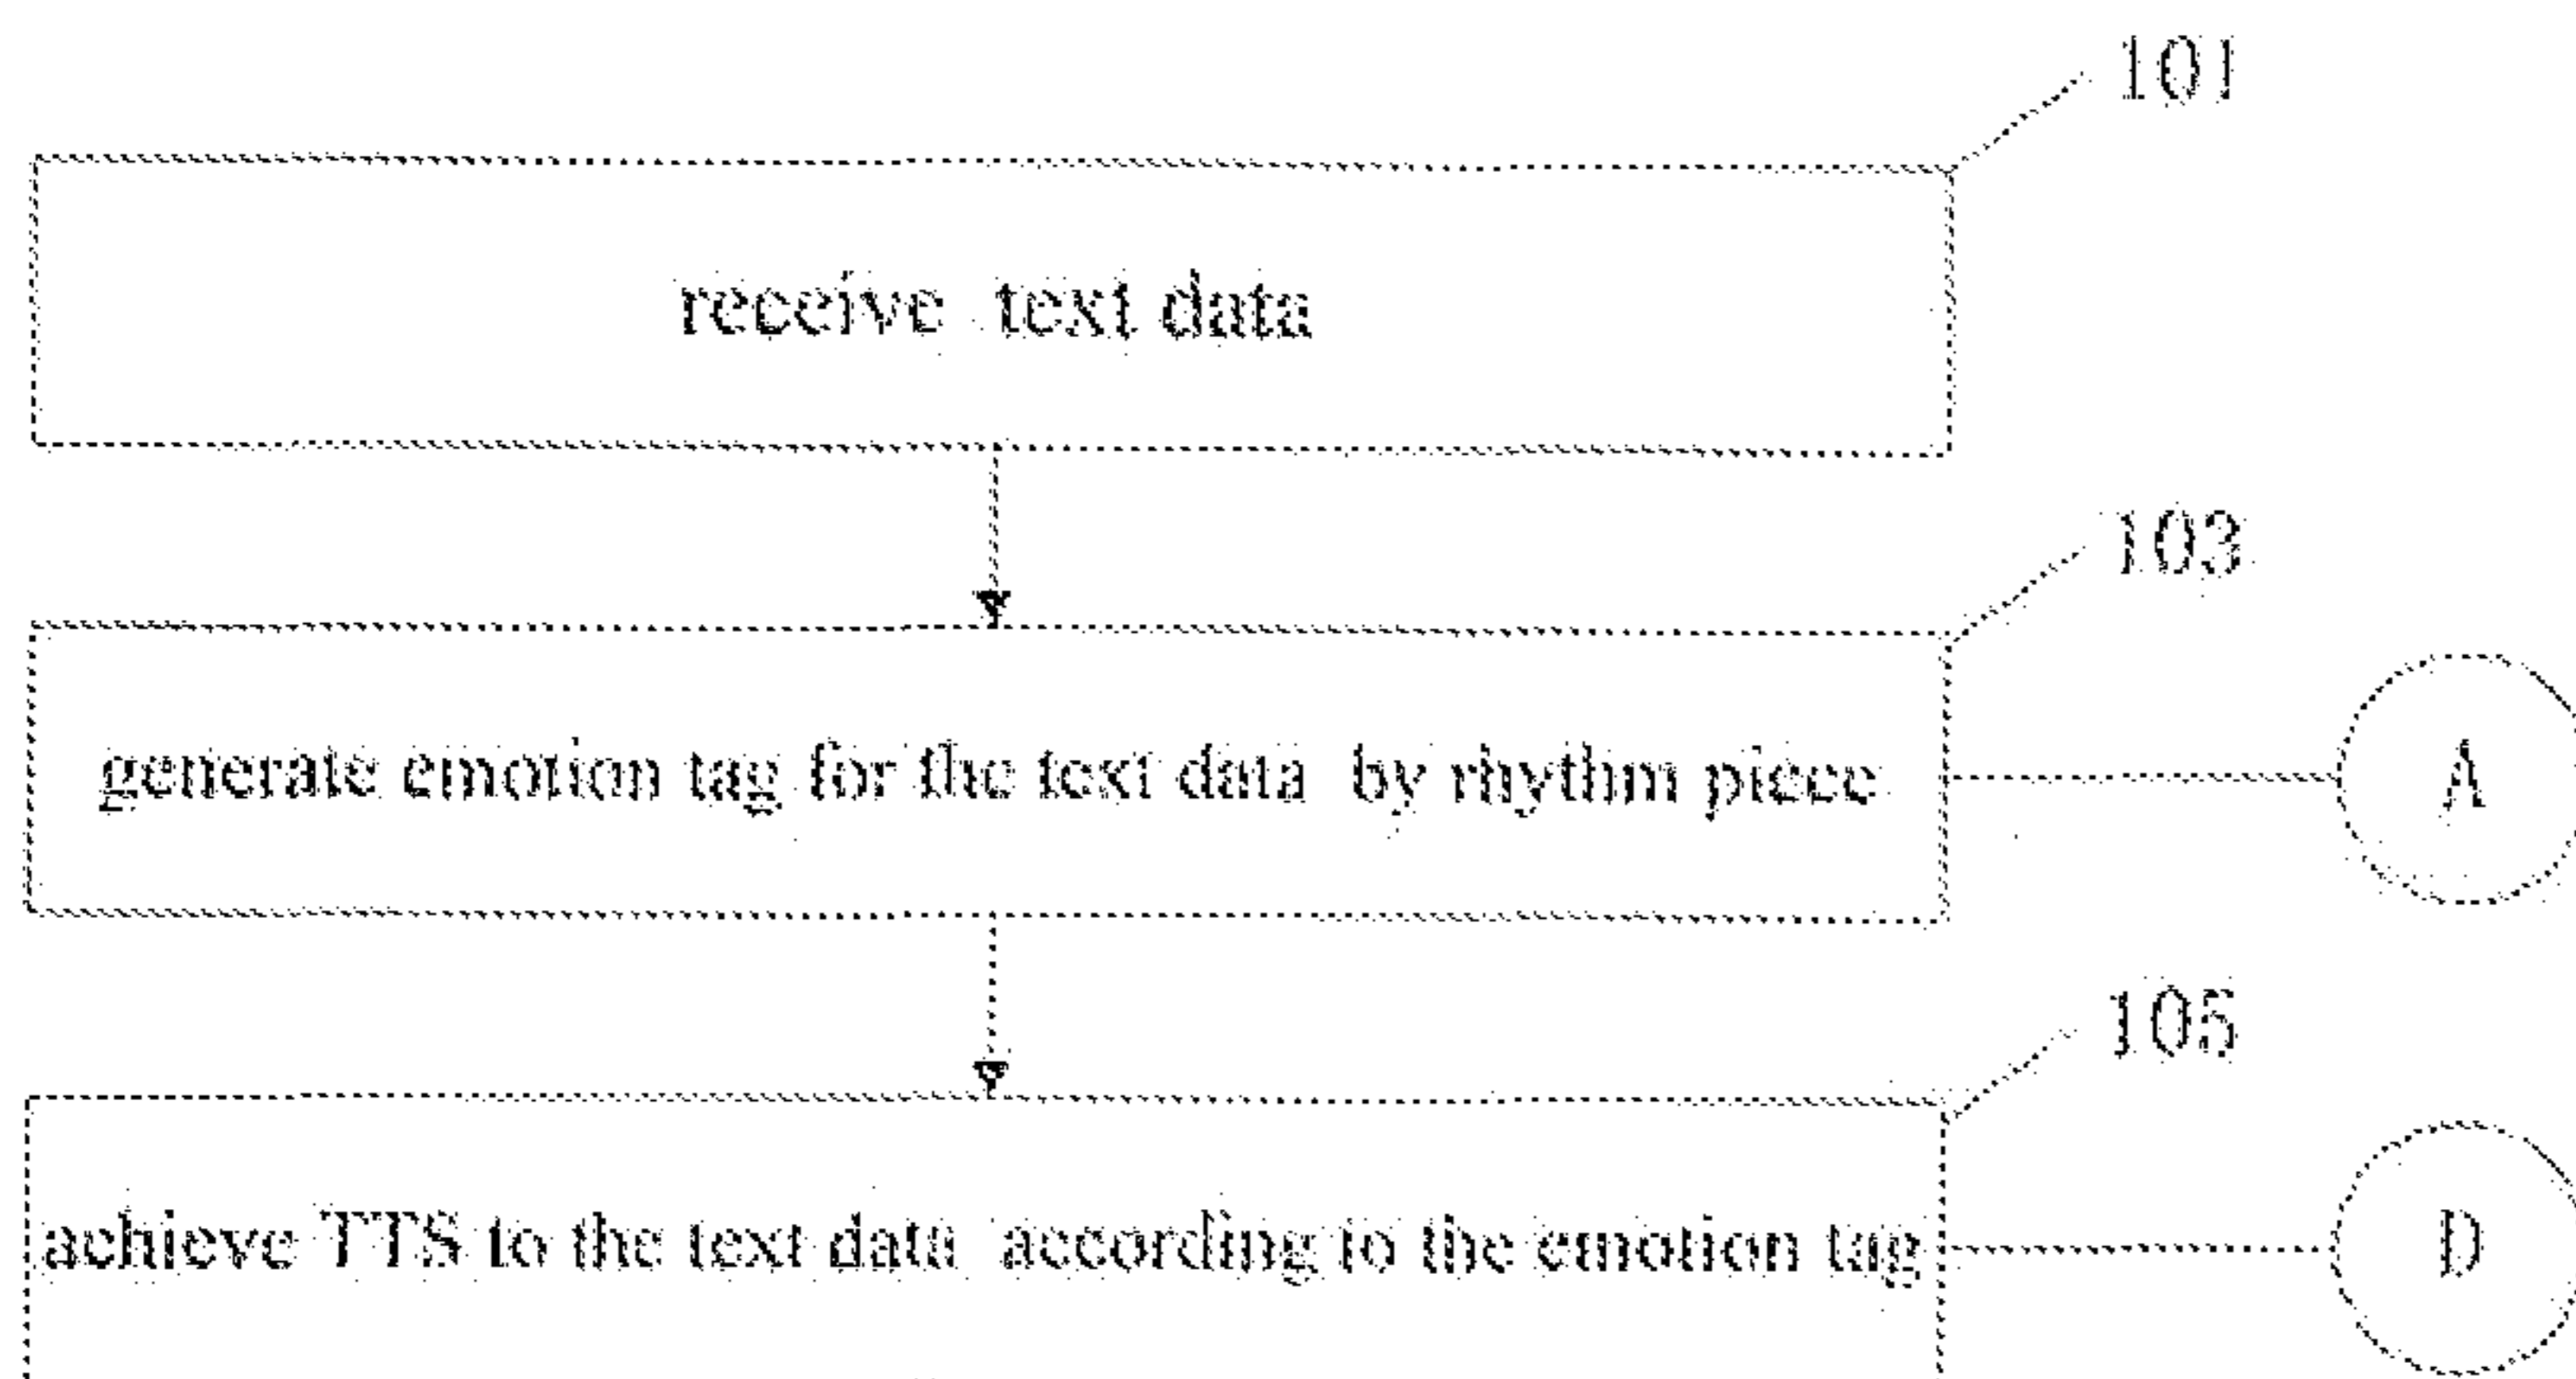 101
receive text data
103
generate emotion tag for the text data by rhythm piece
A
105
achieve TTS to the text data according to the emotion tag
D